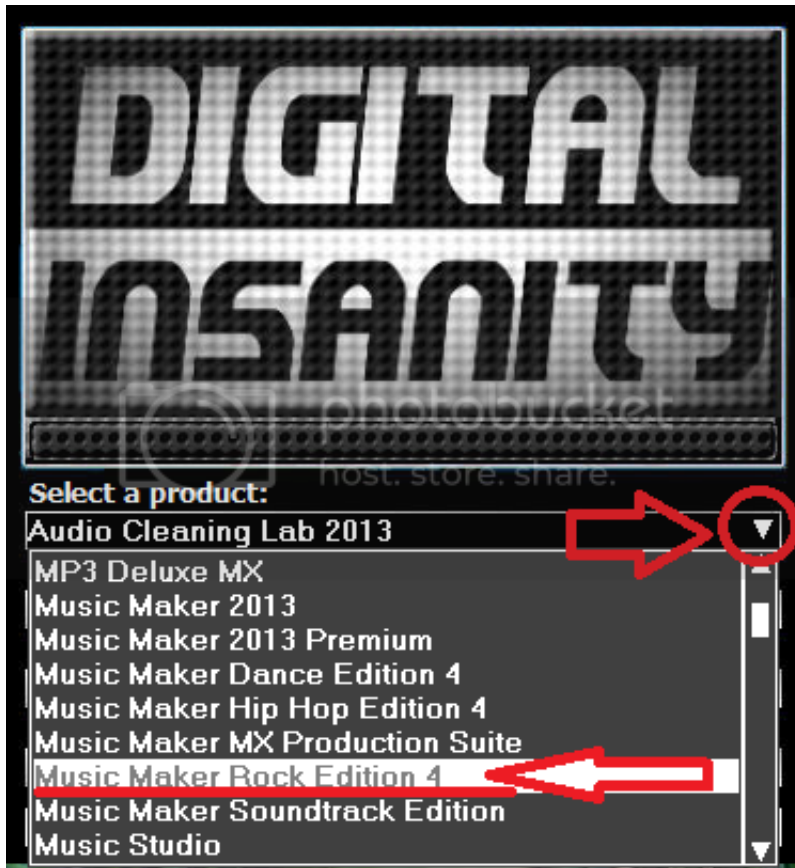 DIGITAL
INSANITY
photobucket
host. store. share.
Select a product:
Audio Cleaning Lab 2013
MP3 Deluxe MX
Music Maker 2013
Music Maker 2013 Premium
Music Maker Dance Edition 4
Music Maker Hip Hop Edition 4
Music Maker MX Production Suite
Music Maker Rock Edition 4
Music Maker Soundtrack Edition
Music Studio